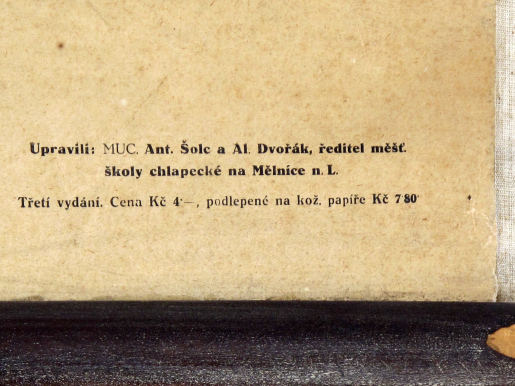 Upravili: MUC. Ant. Šolc a Al. Dvořák, ředitel měšť.
školy chlapecké na Mělníce n. L.
Třetí vydání. Cena Kč 4·—, podlepené na kož. papíře Kč 7·80